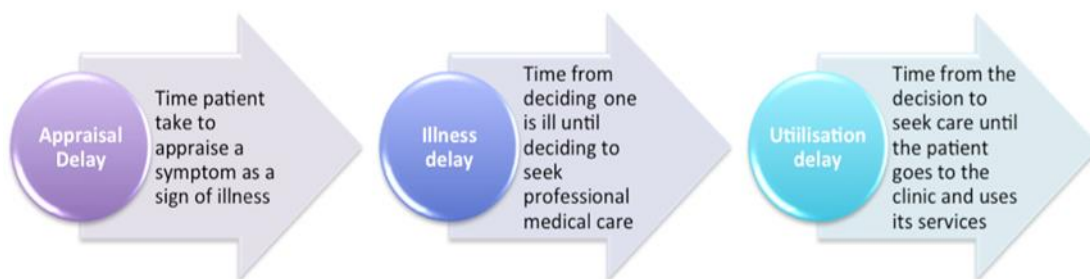 Appraisal
Delay
Time patient
take to
appraise a
symptom as a
sign of illness
Illness
delay
Time from
deciding one
is ill until
deciding to
seek
professional
medical care
Utiilisation
delay
Time from the
decision to
seek care until
the patient
goes to the
clinic and uses
its services